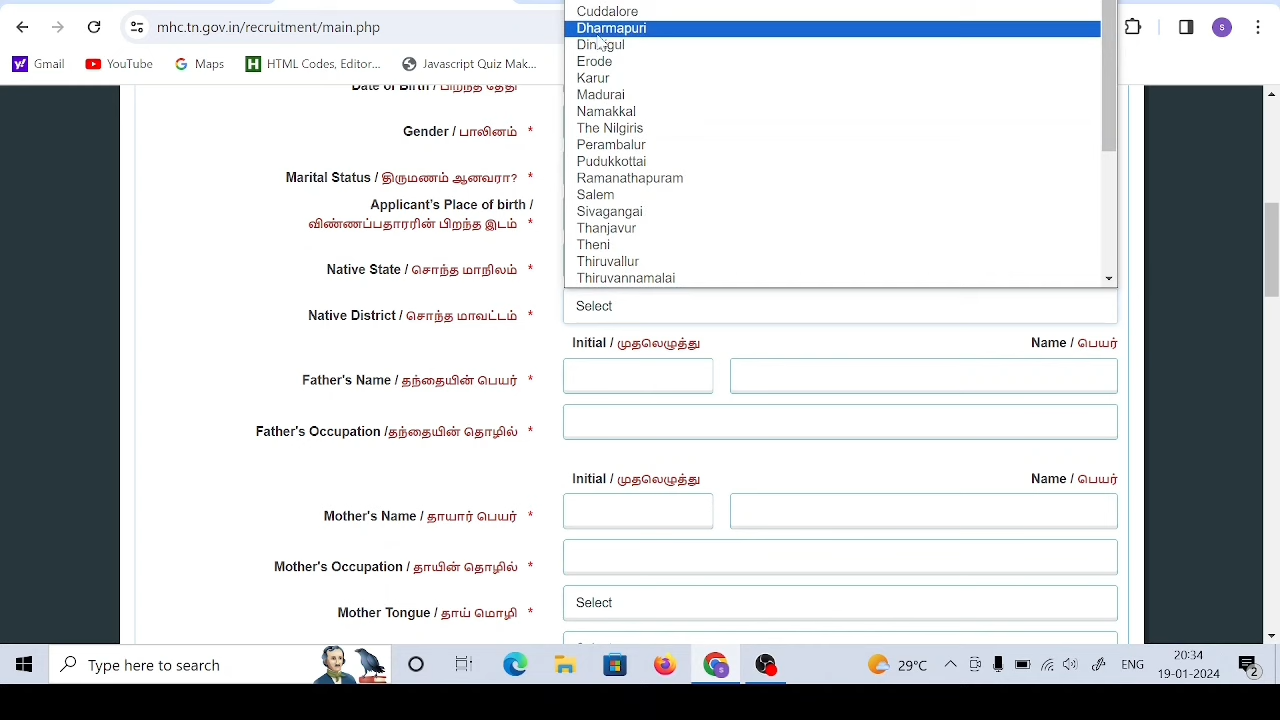 Cuddalore
mhc.tn.gov.in/recruitment/main.php
Dharmapuri
S
Gmail
YouTube
Maps
HTML Codes, Editor...
Javascript Quiz Mak...
Dindigul
Erode
Karur
Date of Birth / பிறந்த தேதி
Madurai
Namakkal
Gender / பாலினம் *
The Nilgiris
Perambalur
Pudukkottai
Marital Status / திருமணம் ஆனவரா? *
Ramanathapuram
Salem
Applicant's Place of birth /
விண்ணப்பதாரரின் பிறந்த இடம் *
Sivagangai
Thanjavur
Theni
Native State / சொந்த மாநிலம் *
Thiruvallur
Thiruvannamalai
Native District / சொந்த மாவட்டம் *
Select
Initial / முதலெழுத்து
Name / பெயர்
Father's Name / தந்தையின் பெயர் *
Father's Occupation /தந்தையின் தொழில் *
Initial / முதலெழுத்து
Name / பெயர்
Mother's Name / தாயார் பெயர் *
Mother's Occupation / தாயின் தொழில் *
Mother Tongue / தாய் மொழி *
Select
Type here to search
29°C
ENG
20:34
19-01-2024
2